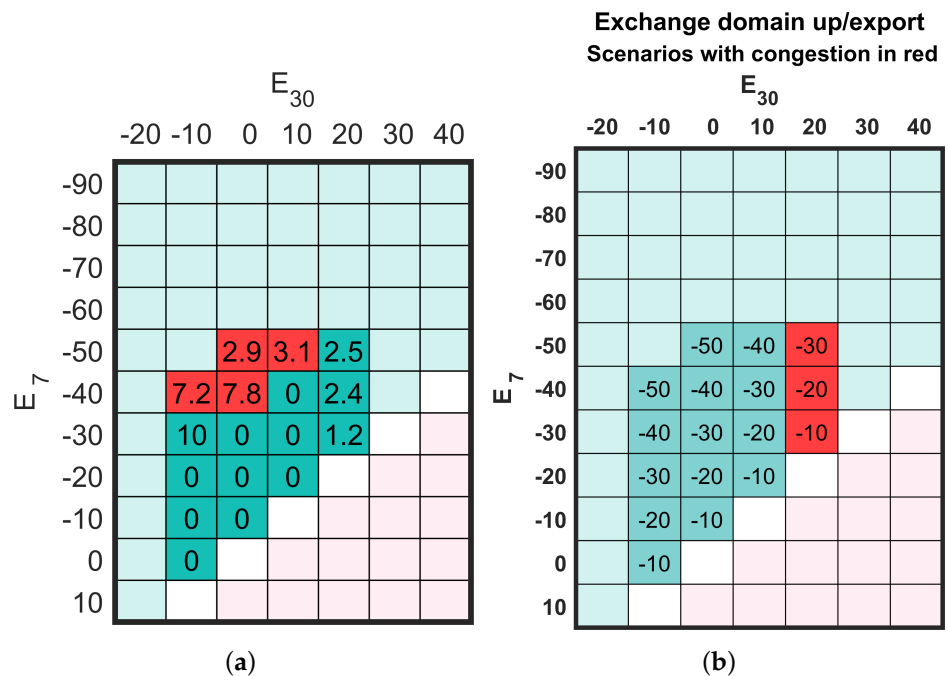 E30
-20 -10 0 10 20 30 40
E7
-90
-80
-70
-60
-50 2.9 3.1 2.5
-40 7.2 7.8 0 2.4
-30 10 0 0 1.2
-20 0 0 0
-10 0 0
0 0
10
(a)
Exchange domain up/export
Scenarios with congestion in red
E30
-20 -10 0 10 20 30 40
E7
-90
-80
-70
-60
-50 -50 -40 -30
-40 -50 -40 -30 -20
-30 -40 -30 -20 -10
-20 -30 -20 -10
-10 -20 -10
0 -10
10
(b)